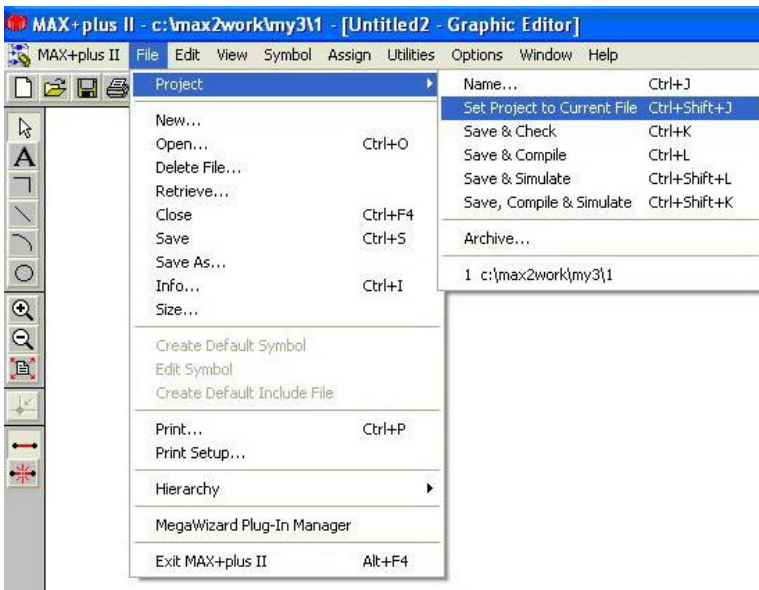 MAX+plus II - c:\max2work\my3\1 - [Untitled2 - Graphic Editor]
MAX+plus II File Edit View Symbol Assign Utilities Options Window Help
Project
New...
Open... Ctrl+O
Delete File...
Retrieve...
Close Ctrl+F4
Save Ctrl+S
Save As...
Info... Ctrl+I
Size...
Create Default Symbol
Edit Symbol
Create Default Include File
Print... Ctrl+P
Print Setup...
Hierarchy
MegaWizard Plug-In Manager
Exit MAX+plus II Alt+F4
Name... Ctrl+J
Set Project to Current File Ctrl+Shift+J
Save & Check Ctrl+K
Save & Compile Ctrl+L
Save & Simulate Ctrl+Shift+L
Save, Compile & Simulate Ctrl+Shift+K
Archive...
1 c:\max2work\my3\1
A